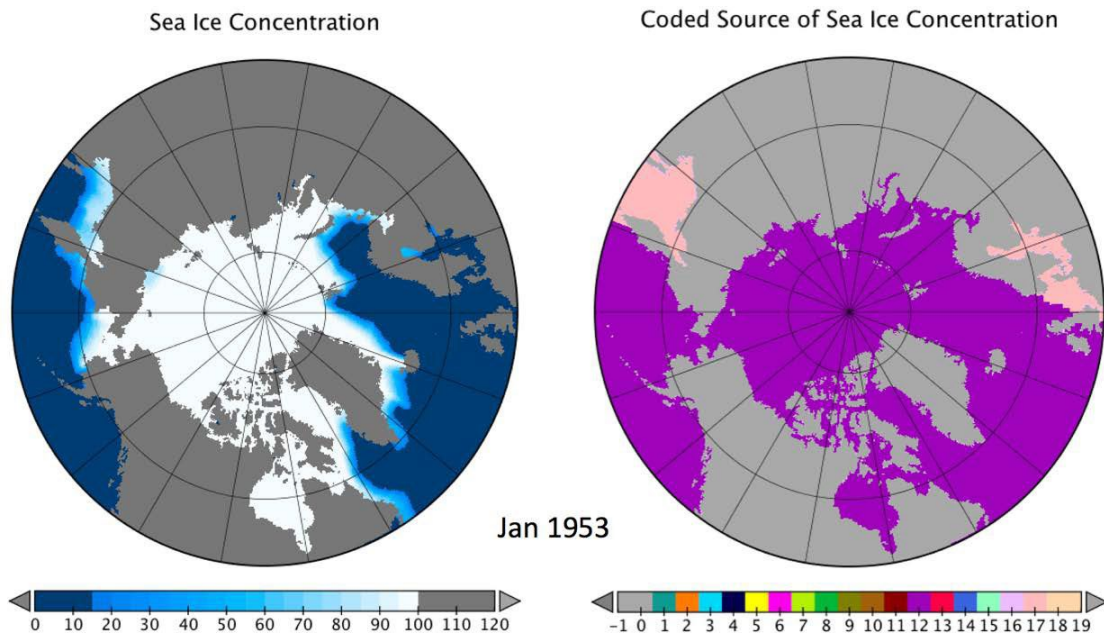 Sea Ice Concentration
Coded Source of Sea Ice Concentration
Jan 1953
0 10 20 30 40 50 60 70 80 90 100 110 120
-1 0 1 2 3 4 5 6 7 8 9 10 11 12 13 14 15 16 17 18 19